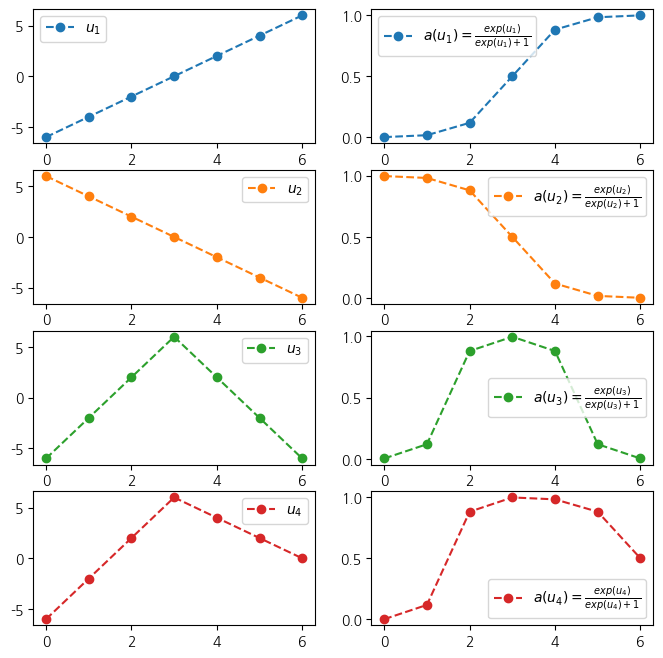 5
0
-5
u₁
0 2 4 6
1.0
0.5
0.0
a(u₁) = exp(u₁) / exp(u₁)+1
0 2 4 6
5
0
-5
u₂
0 2 4 6
1.0
0.5
0.0
a(u₂) = exp(u₂) / exp(u₂)+1
0 2 4 6
5
0
-5
u₃
0 2 4 6
1.0
0.5
0.0
a(u₃) = exp(u₃) / exp(u₃)+1
0 2 4 6
5
0
-5
u₄
0 2 4 6
1.0
0.5
0.0
a(u₄) = exp(u₄) / exp(u₄)+1
0 2 4 6